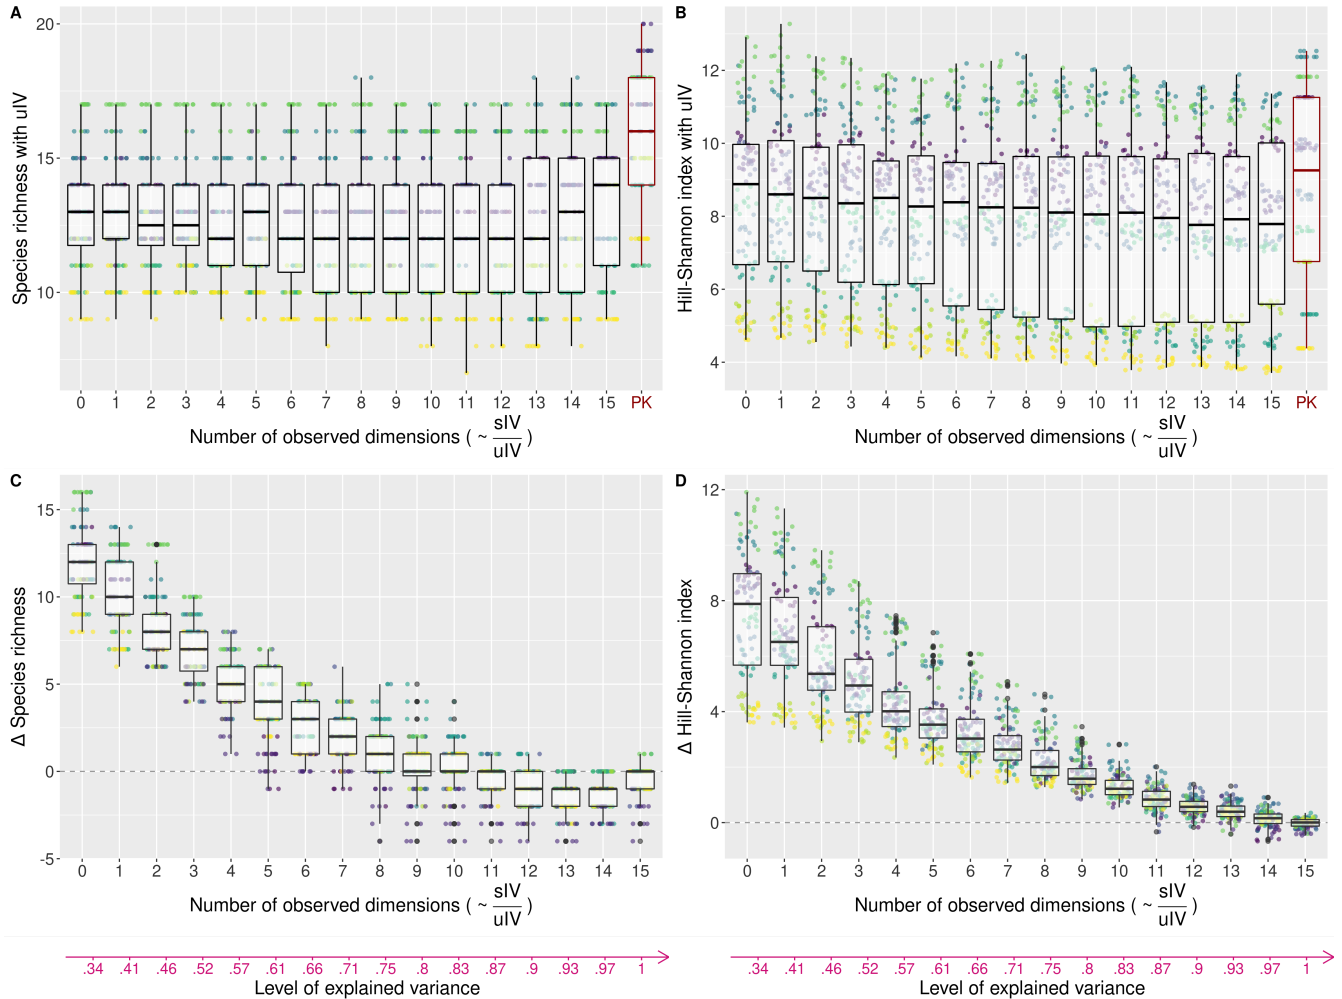 A
Species richness with uIV
20
15
10
0 1 2 3 4 5 6 7 8 9 10 11 12 13 14 15 PK
Number of observed dimensions ( ~ sIV / uIV )
B
Hill-Shannon index with uIV
12
10
8
6
4
0 1 2 3 4 5 6 7 8 9 10 11 12 13 14 15 PK
Number of observed dimensions ( ~ sIV / uIV )
C
Δ Species richness
15
10
5
0
-5
0 1 2 3 4 5 6 7 8 9 10 11 12 13 14 15
Number of observed dimensions ( ~ sIV / uIV )
D
Δ Hill-Shannon index
12
8
4
0
0 1 2 3 4 5 6 7 8 9 10 11 12 13 14 15
Number of observed dimensions ( ~ sIV / uIV )
.34 .41 .46 .52 .57 .61 .66 .71 .75 .8 .83 .87 .9 .93 .97 1
Level of explained variance
.34 .41 .46 .52 .57 .61 .66 .71 .75 .8 .83 .87 .9 .93 .97 1
Level of explained variance